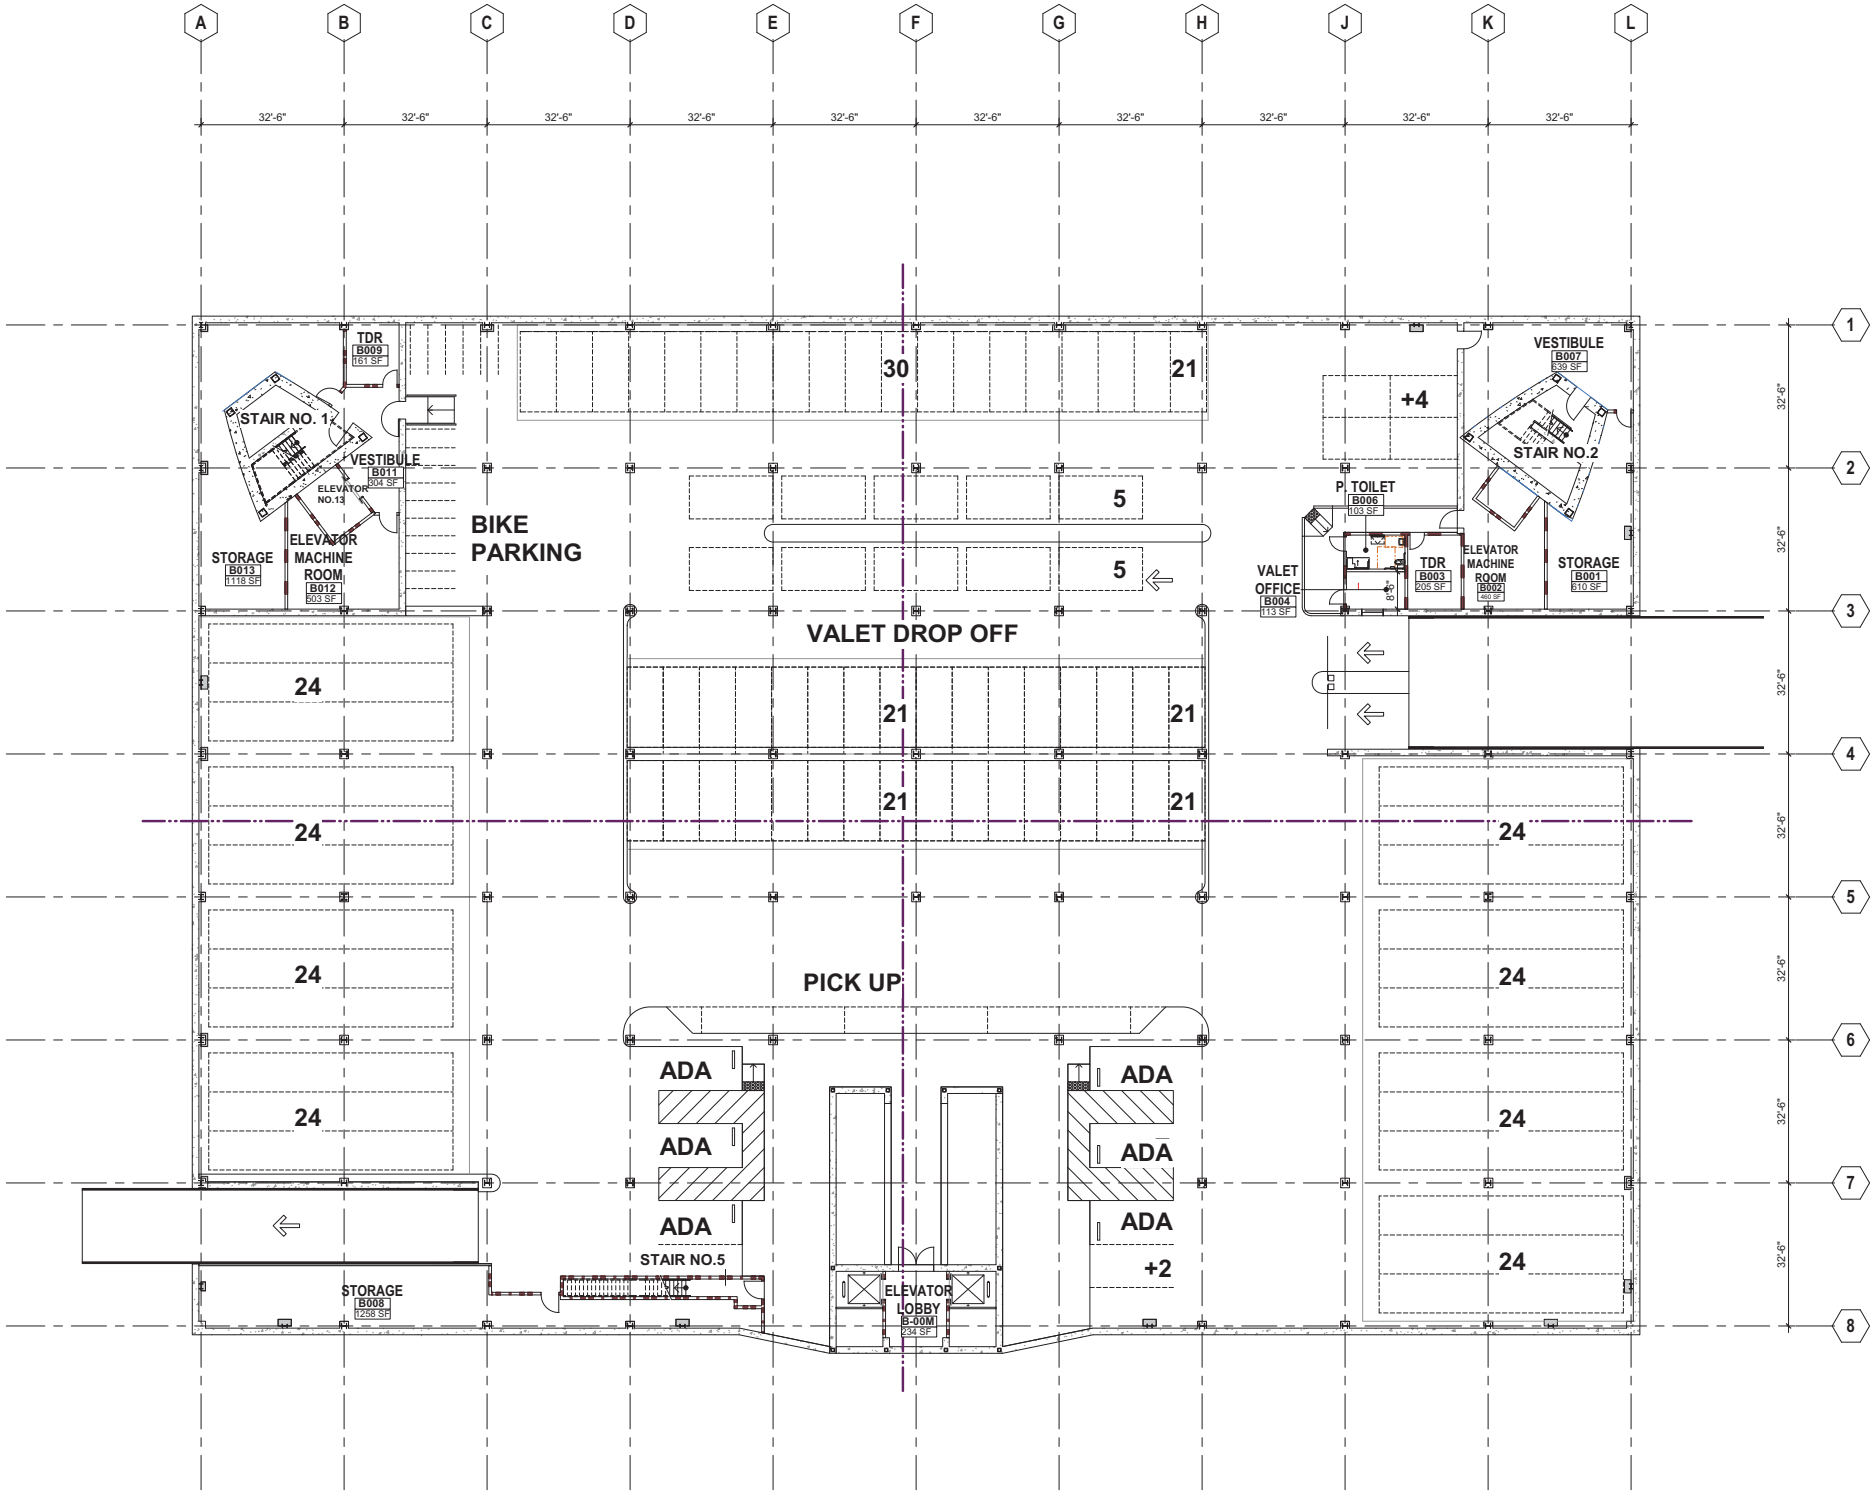 A
B
C
D
E
F
G
H
J
K
L
32'-6"
32'-6"
32'-6"
32'-6"
32'-6"
32'-6"
32'-6"
32'-6"
32'-6"
32'-6"
1
TDR
B009
161 SF
VESTIBULE
B007
639 SF
30
21
+4
32'-6"
STAIR NO. 1
STAIR NO.2
VESTIBULE
B011
304 SF
2
ELEVATOR
NO.13
P. TOILET
B006
103 SF
5
BIKE
PARKING
32'-6"
ELEVATOR
MACHINE
ROOM
B012
503 SF
STORAGE
B013
1118 SF
5
VALET
OFFICE
B004
113 SF
8'-6"
TDR
B003
205 SF
ELEVATOR
MACHINE
ROOM
B002
460 SF
STORAGE
B001
610 SF
3
VALET DROP OFF
24
21
21
32'-6"
4
21
21
24
24
32'-6"
5
24
PICK UP
24
32'-6"
6
ADA
ADA
24
24
ADA
ADA
32'-6"
7
ADA
ADA
STAIR NO.5
+2
24
32'-6"
STORAGE
B008
1258 SF
ELEVATOR
LOBBY
B-00M
234 SF
8